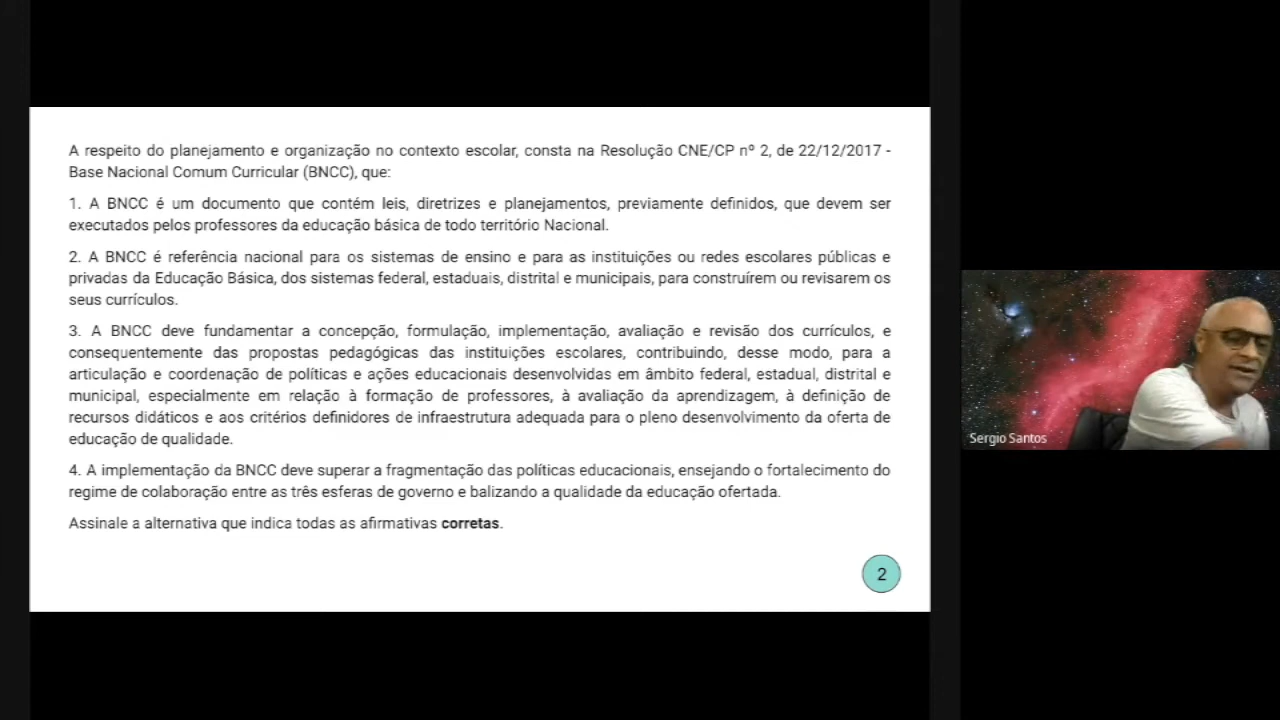 A respeito do planejamento e organização no contexto escolar, consta na Resolução CNE/CP nº 2, de 22/12/2017 -
Base Nacional Comum Curricular (BNCC), que:
1. A BNCC é um documento que contém leis, diretrizes e planejamentos, previamente definidos, que devem ser
executados pelos professores da educação básica de todo território Nacional.
2. A BNCC é referência nacional para os sistemas de ensino e para as instituições ou redes escolares públicas e
privadas da Educação Básica, dos sistemas federal, estaduais, distrital e municipais, para construírem ou revisarem os
seus currículos.
3. A BNCC deve fundamentar a concepção, formulação, implementação, avaliação e revisão dos currículos, e
consequentemente das propostas pedagógicas das instituições escolares, contribuindo, desse modo, para a
articulação e coordenação de políticas e ações educacionais desenvolvidas em âmbito federal, estadual, distrital e
municipal, especialmente em relação à formação de professores, à avaliação da aprendizagem, à definição de
recursos didáticos e aos critérios definidores de infraestrutura adequada para o pleno desenvolvimento da oferta de
educação de qualidade.
4. A implementação da BNCC deve superar a fragmentação das políticas educacionais, ensejando o fortalecimento do
regime de colaboração entre as três esferas de governo e balizando a qualidade da educação ofertada.
Assinale a alternativa que indica todas as afirmativas corretas.
2
Sergio Santos